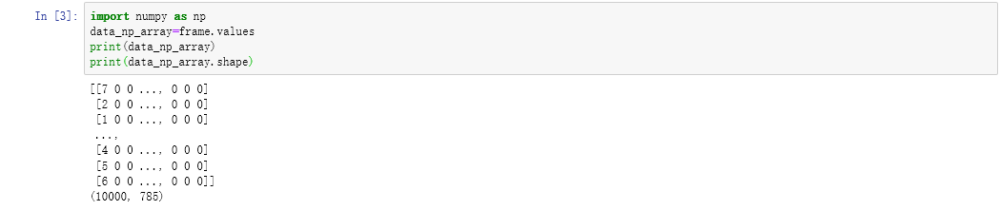 In [3]: import numpy as np
data_np_array=frame.values
print(data_np_array)
print(data_np_array.shape)
[[7 0 0 ..., 0 0 0]
[2 0 0 ..., 0 0 0]
[1 0 0 ..., 0 0 0]
...,
[4 0 0 ..., 0 0 0]
[5 0 0 ..., 0 0 0]
[6 0 0 ..., 0 0 0]]
(10000, 785)